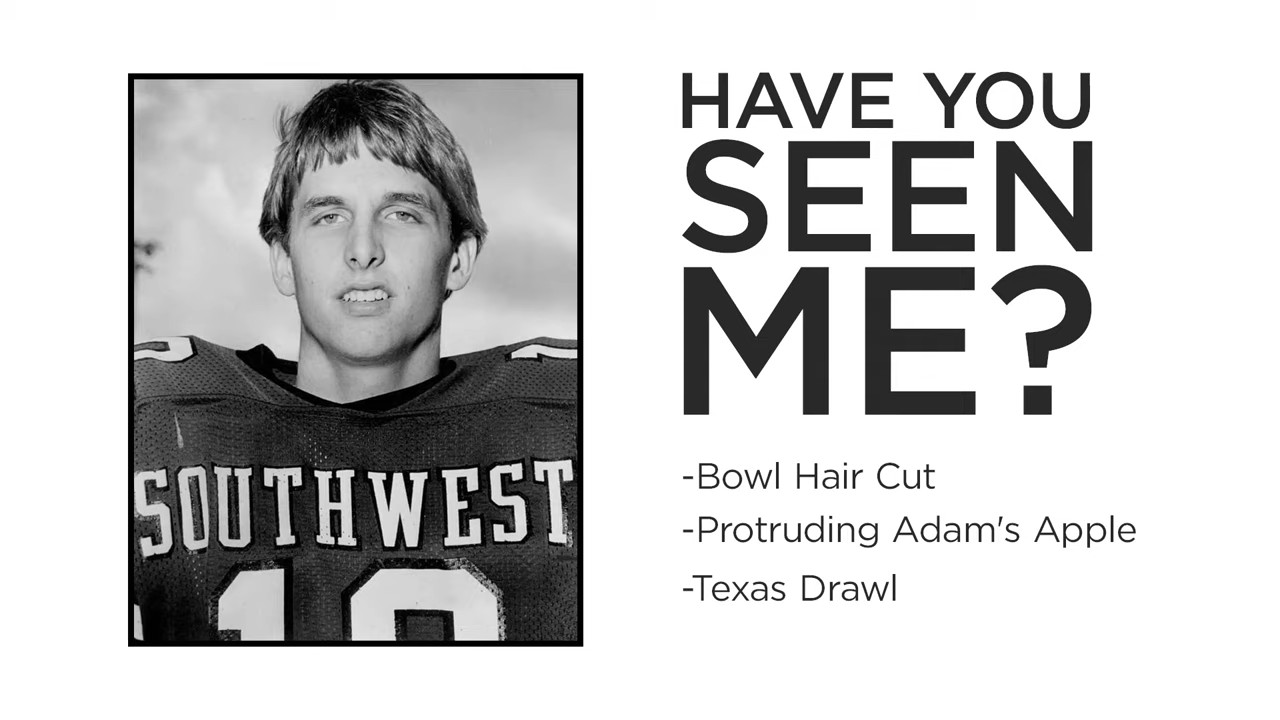 HAVE YOU
SEEN
ME?
-Bowl Hair Cut
-Protruding Adam's Apple
-Texas Drawl
SOUTHWEST